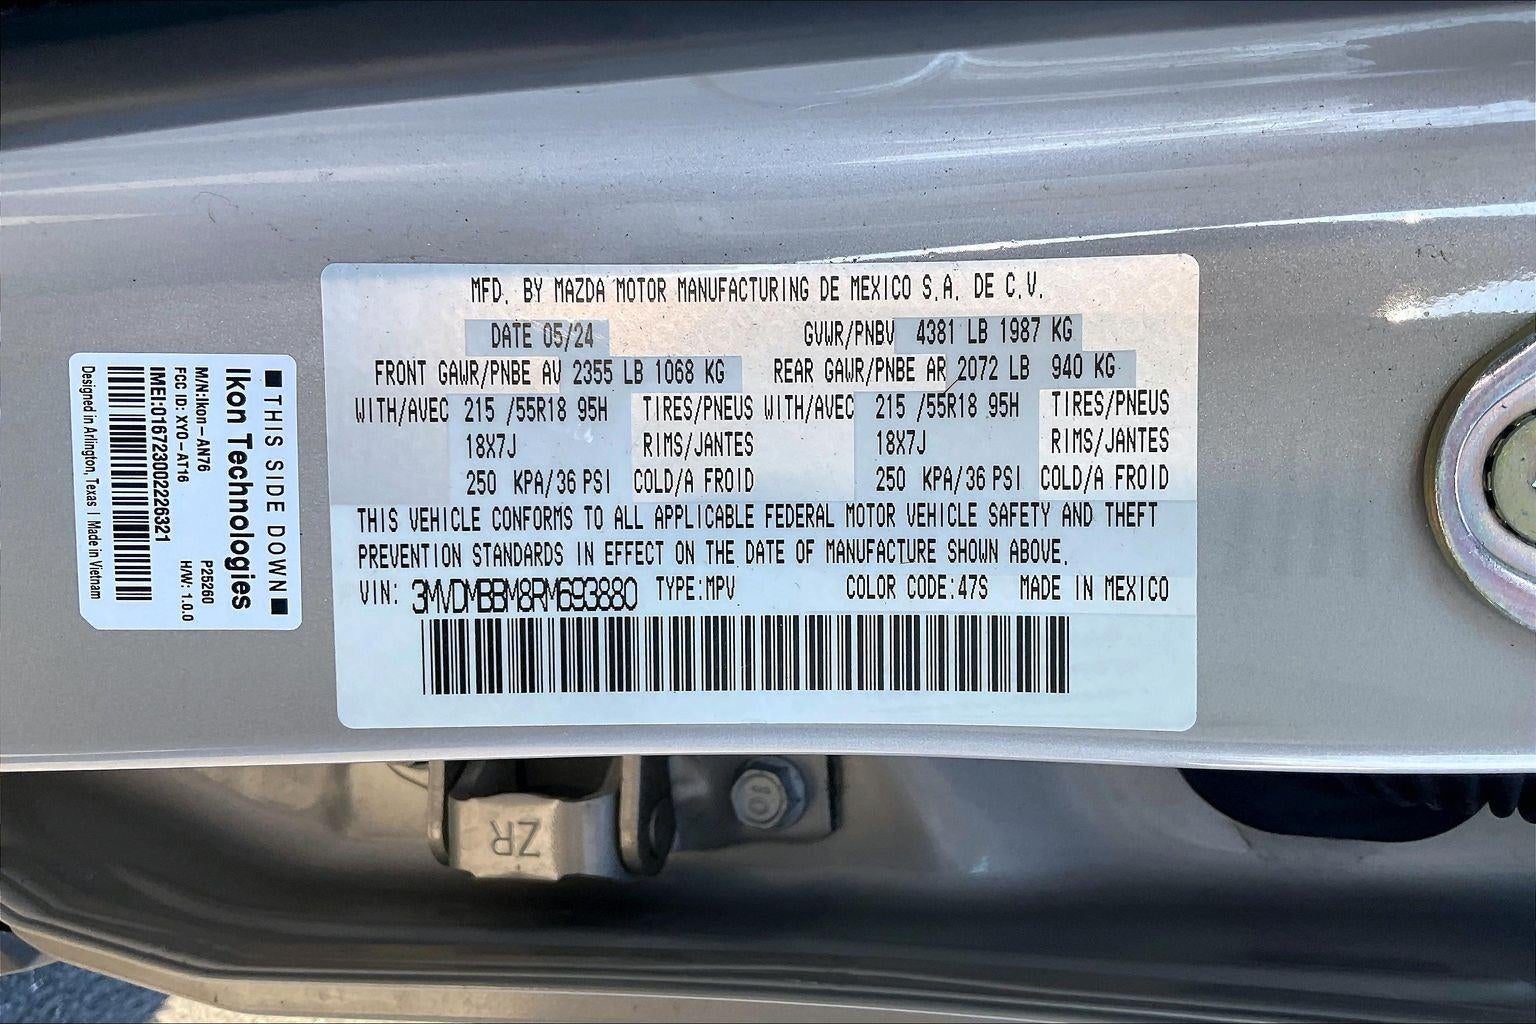 MFD. BY MAZDA MOTOR MANUFACTURING DE MEXICO S.A. DE C.V.
DATE 05/24 GVWR/PNBV 4381 LB 1987 KG
FRONT GAWR/PNBE AV 2355 LB 1068 KG REAR GAWR/PNBE AR 2072 LB 940 KG
WITH/AVEC 215 /55R18 95H TIRES/PNEUS WITH/AVEC 215 /55R18 95H TIRES/PNEUS
18X7J RIMS/JANTES 18X7J RIMS/JANTES
250 KPA/36 PSI COLD/A FROID 250 KPA/36 PSI COLD/A FROID
THIS VEHICLE CONFORMS TO ALL APPLICABLE FEDERAL MOTOR VEHICLE SAFETY AND THEFT
PREVENTION STANDARDS IN EFFECT ON THE DATE OF MANUFACTURE SHOWN ABOVE.
VIN: 3MVDMBBM8RM693880 TYPE:MPV COLOR CODE:47S MADE IN MEXICO
THIS SIDE DOWN
Ikon Technologies
M/N:Ikon-AN76 P25260
FCC ID: XYO-AT16 H/W: 1.0.0
IMEI:016723002226321
Designed in Arlington, Texas | Made in Vietnam
ZR
10